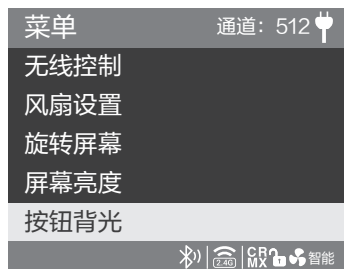 菜单 通道：512
无线控制
风扇设置
旋转屏幕
屏幕亮度
按钮背光
2.4G CRMX 智能